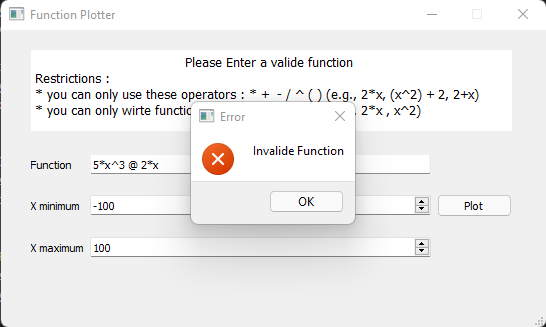 Function Plotter
Please Enter a valide function
Restrictions :
* you can only use these operators : * + - / ^ ( ) (e.g., 2*x, (x^2) + 2, 2+x)
* you can only wirte functio
2*x , x^2)
Error
Invalide Function
OK
Function
5*x^3 @ 2*x
X minimum
-100
Plot
X maximum
100